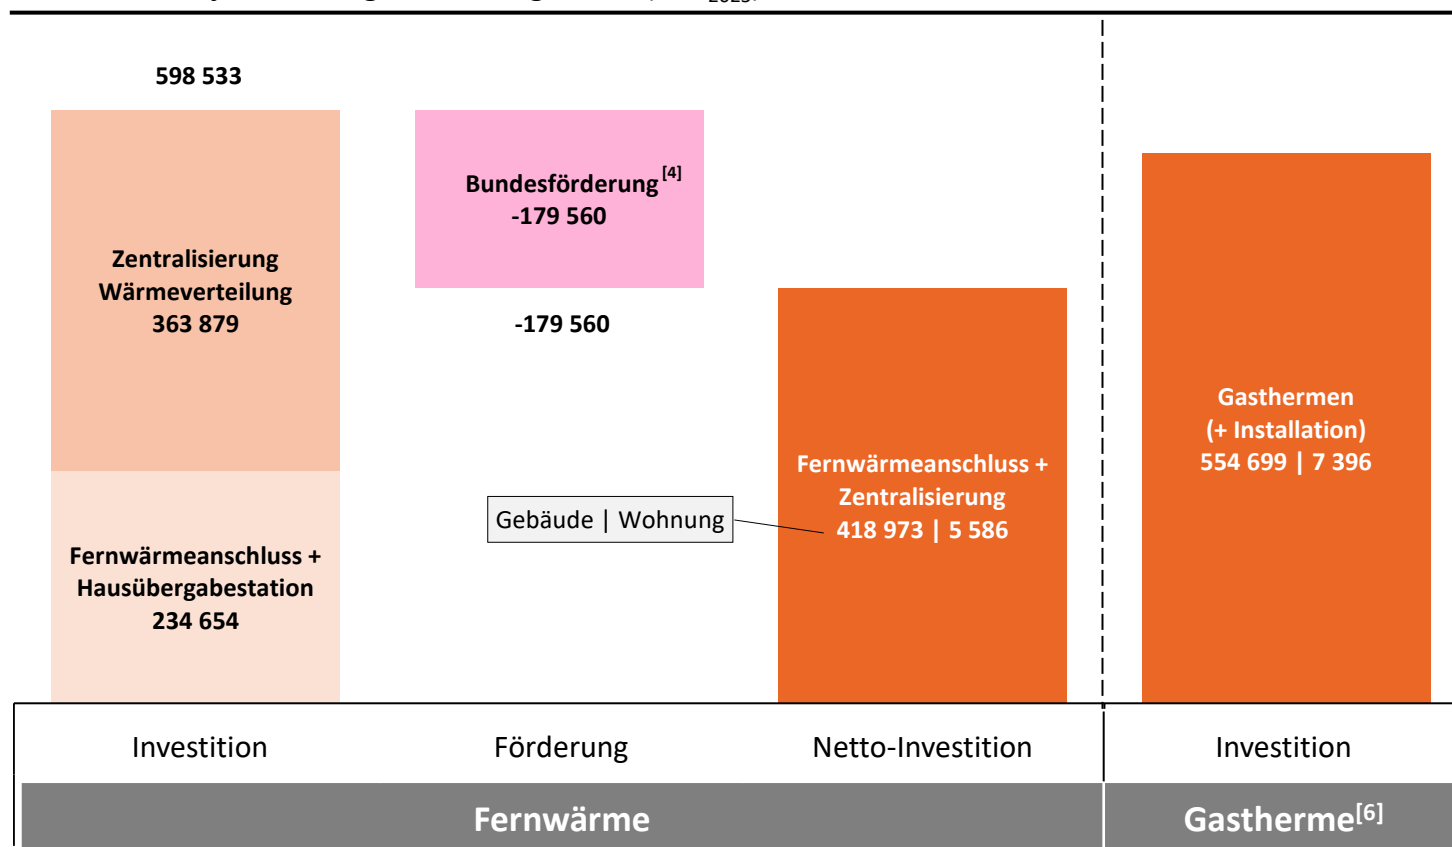 598 533
Zentralisierung
Wärmeverteilung
363 879
Fernwärmeanschluss +
Hausübergabestation
234 654
Bundesförderung[4]
-179 560
-179 560
Gebäude | Wohnung
Fernwärmeanschluss +
Zentralisierung
418 973 | 5 586
Gasthermen
(+ Installation)
554 699 | 7 396
Investition
Förderung
Netto-Investition
Investition
Fernwärme
Gastherme[6]